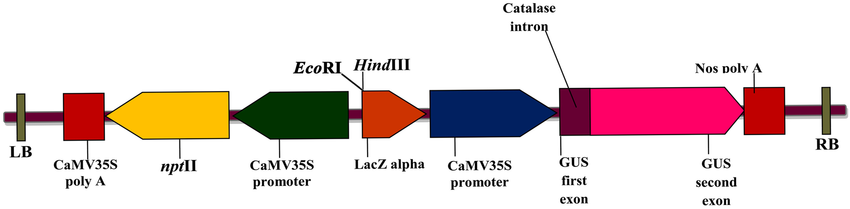 Catalase
intron
EcoRI
HindIII
Nos poly A
LB
CaMV35S
poly A
nptII
CaMV35S
promoter
LacZ alpha
CaMV35S
promoter
GUS
first
exon
GUS
second
exon
RB